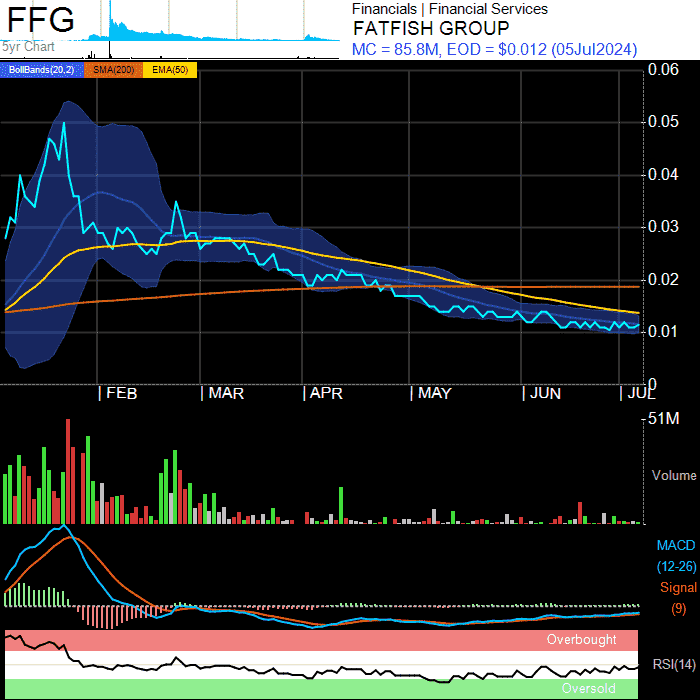 FFG
5yr Chart
Financials | Financial Services
FATFISH GROUP
MC = 85.8M, EOD = $0.012 (05Jul2024)
BollBands(20,2) SMA(200) EMA(50)
0.06
0.05
0.04
0.03
0.02
0.01
0
FEB MAR APR MAY JUN JUL
51M
Volume
MACD
(12-26)
Signal
(9)
Overbought
RSI(14)
Oversold